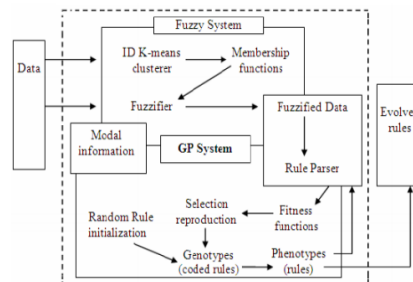 Fuzzy System
Data
ID K-means
clusterer
Membership
functions
Fuzzifier
Fuzzified Data
Modal
information
GP System
Rule Parser
Evolve
rules
Selection
reproduction
Fitness
functions
Random Rule
initialization
Genotypes
(coded rules)
Phenotypes
(rules)